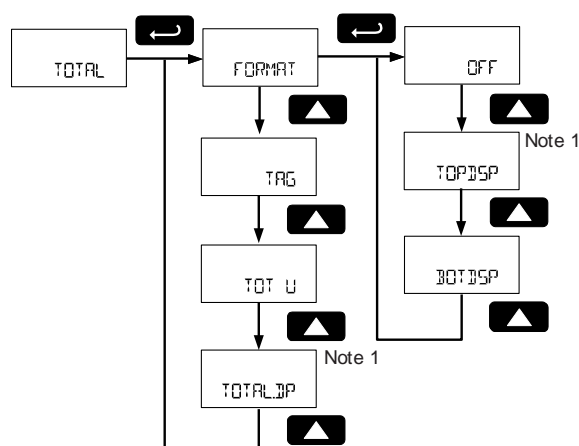 TOTAL
FORMAT
OFF
Note 1
TAG
TOPDSP
TOT U
BOTDSP
Note 1
TOTAL.DP